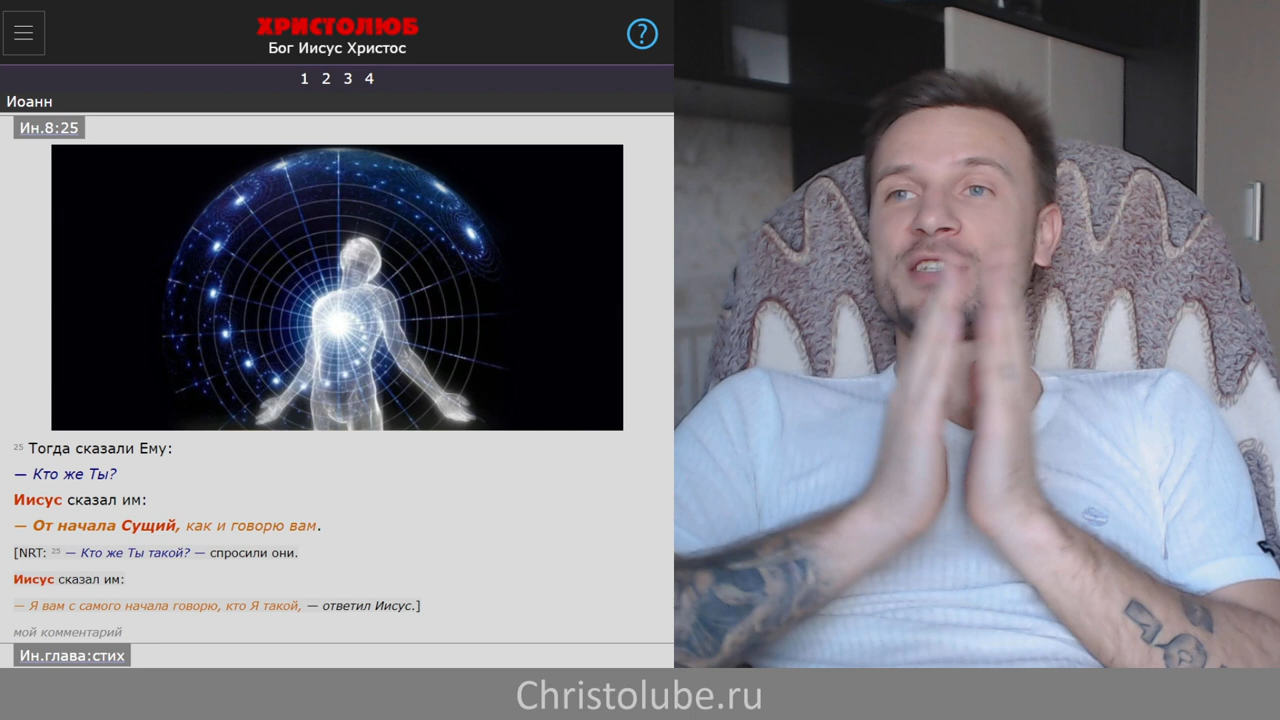 ХРИСТОЛЮБ
Бог Иисус Христос
?
1 2 3 4
Иоанн
Ин.8:25
25 Тогда сказали Ему:
— Кто же Ты?
Иисус сказал им:
— От начала Сущий, как и говорю вам.
[NRT: 25 — Кто же Ты такой? — спросили они.
Иисус сказал им:
— Я вам с самого начала говорю, кто Я такой, — ответил Иисус.]
мой комментарий
Ин.глава:стих
Christolube.ru